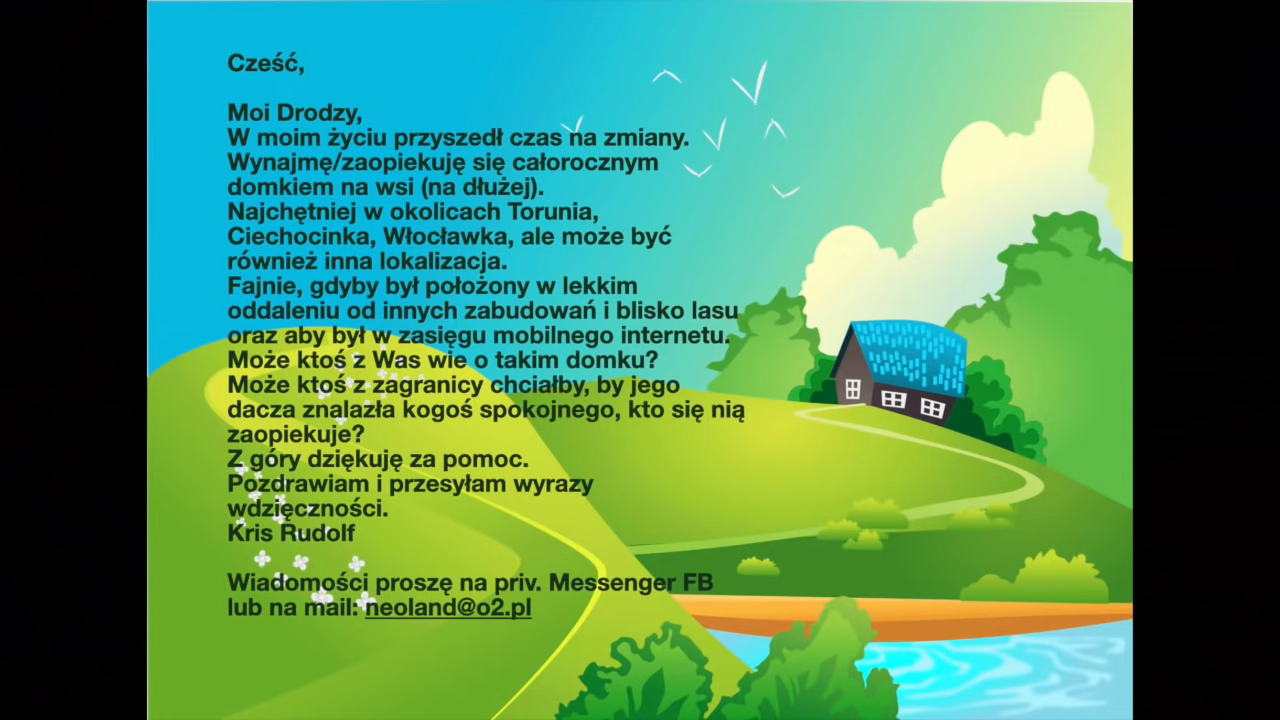 Cześć,
Moi Drodzy,
W moim życiu przyszedł czas na zmiany.
Wynajmę/zaopiekuję się całorocznym
domkiem na wsi (na dłużej).
Najchętniej w okolicach Torunia,
Ciechocinka, Włocławka, ale może być
również inna lokalizacja.
Fajnie, gdyby był położony w lekkim
oddaleniu od innych zabudowań i blisko lasu
oraz aby był w zasięgu mobilnego internetu.
Może ktoś z Was wie o takim domku?
Może ktoś z zagranicy chciałby, by jego
dacza znalazła kogoś spokojnego, kto się nią
zaopiekuje?
Z góry dziękuję za pomoc.
Pozdrawiam i przesyłam wyrazy
wdzięczności.
Kris Rudolf
Wiadomości proszę na priv. Messenger FB
lub na mail: neoland@o2.pl